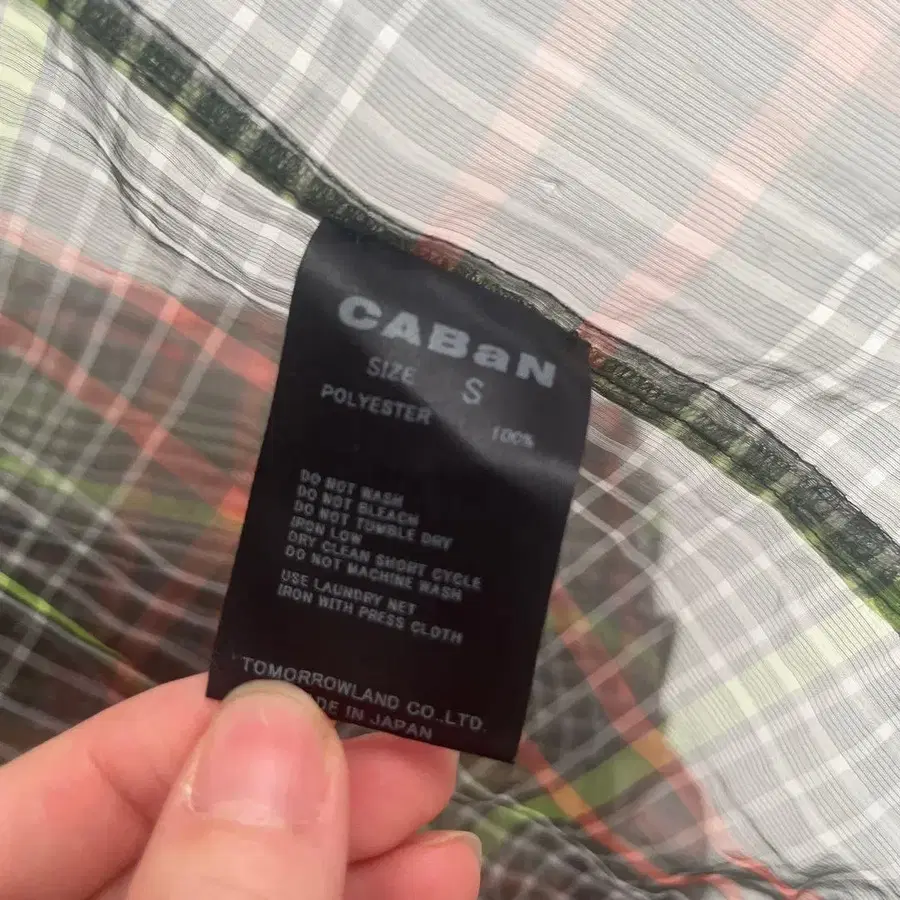 CABaN
SIZE S
POLYESTER 100%
DO NOT WASH
DO NOT BLEACH
DO NOT TUMBLE DRY
IRON LOW
DRY CLEAN SHORT CYCLE
DO NOT MACHINE WASH
USE LAUNDRY NET
IRON WITH PRESS CLOTH
TOMORROWLAND CO.,LTD.
DE IN JAPAN